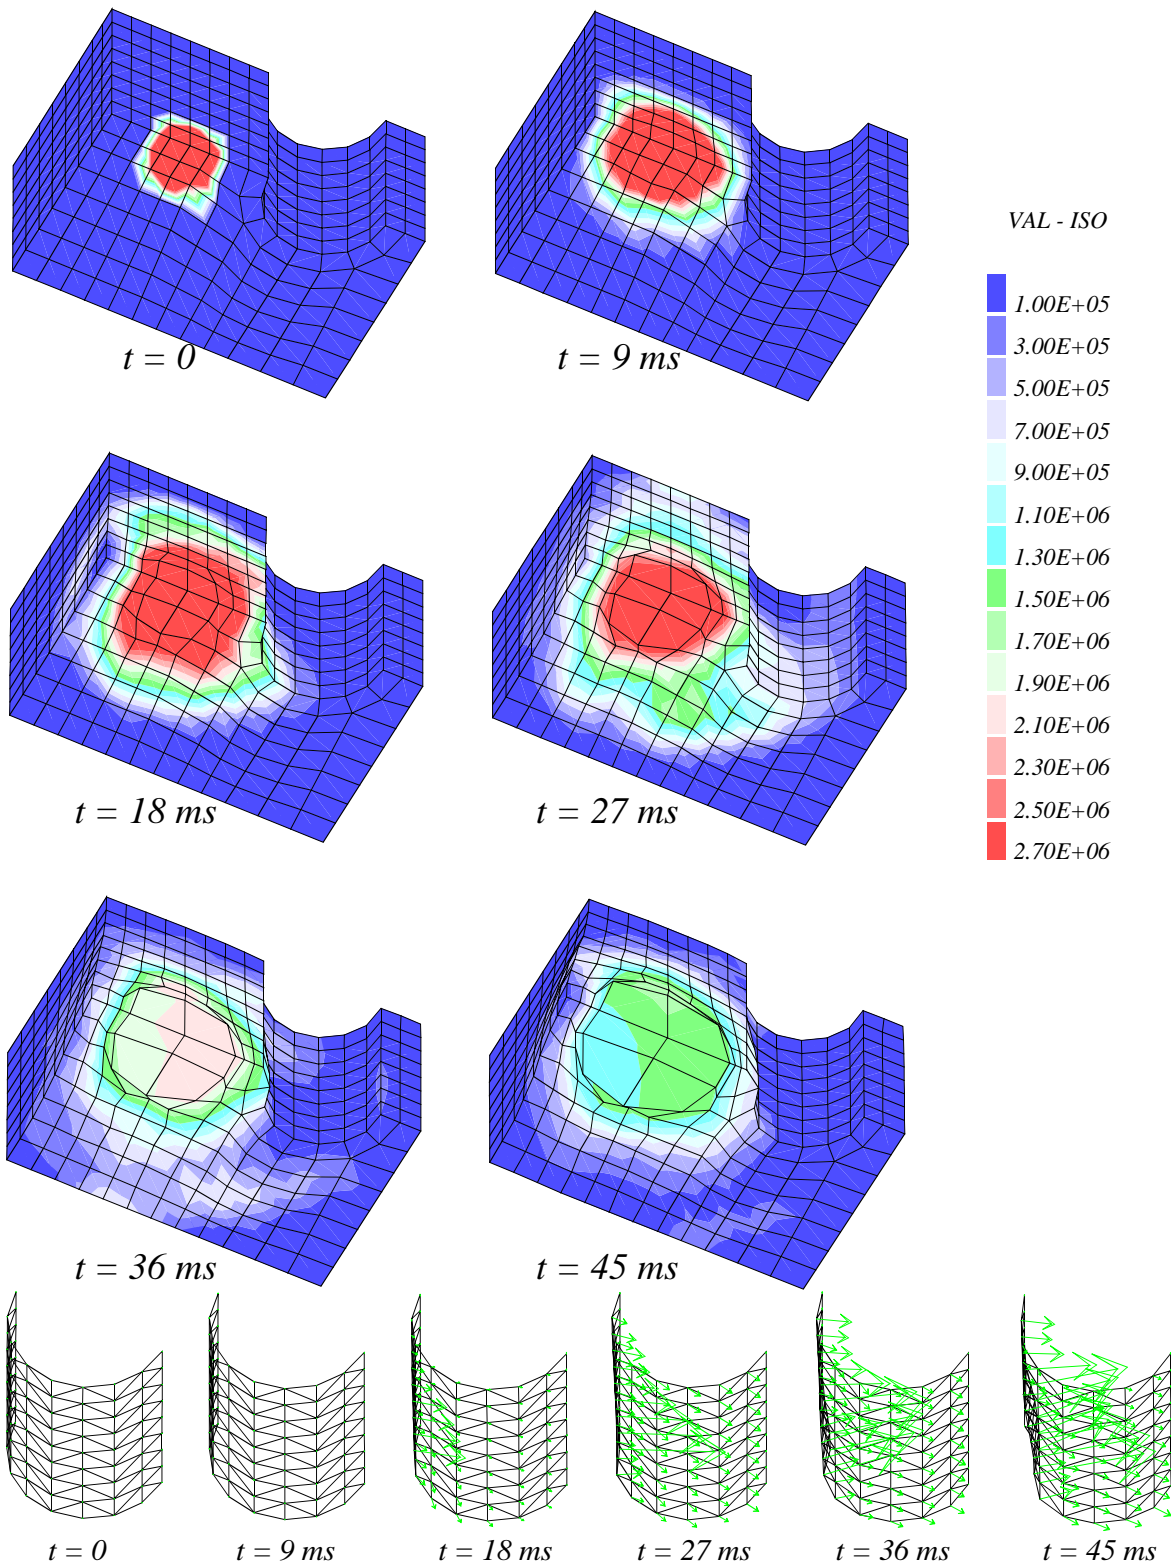 t = 0
t = 9 ms
VAL - ISO
1.00E+05
3.00E+05
5.00E+05
7.00E+05
9.00E+05
1.10E+06
1.30E+06
1.50E+06
1.70E+06
1.90E+06
2.10E+06
2.30E+06
2.50E+06
2.70E+06
t = 18 ms
t = 27 ms
t = 36 ms
t = 45 ms
t = 0
t = 9 ms
t = 18 ms
t = 27 ms
t = 36 ms
t = 45 ms